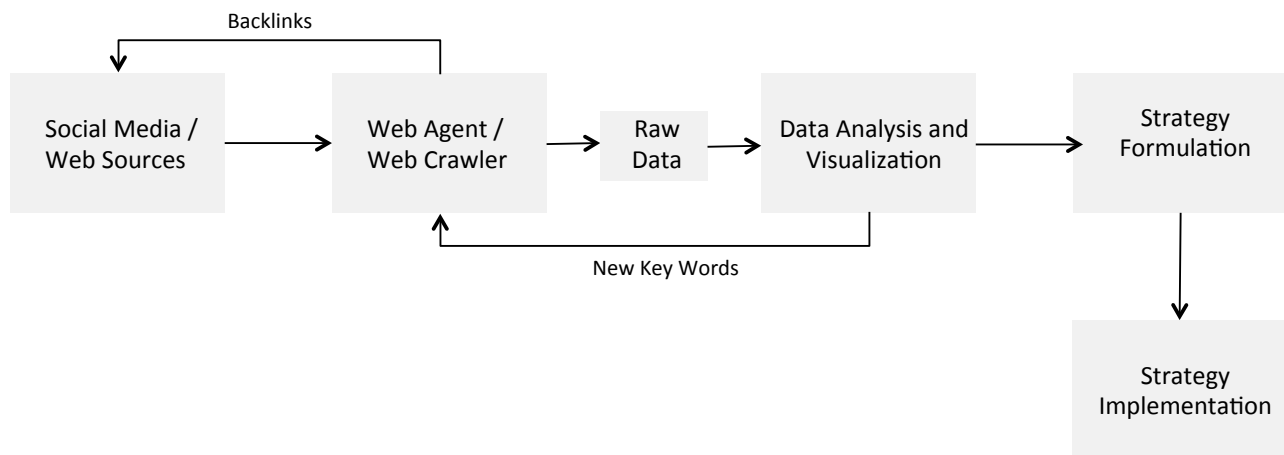 Backlinks
Social Media /
Web Sources
Web Agent /
Web Crawler
Raw
Data
Data Analysis and
Visualization
Strategy
Formulation
New Key Words
Strategy
Implementation